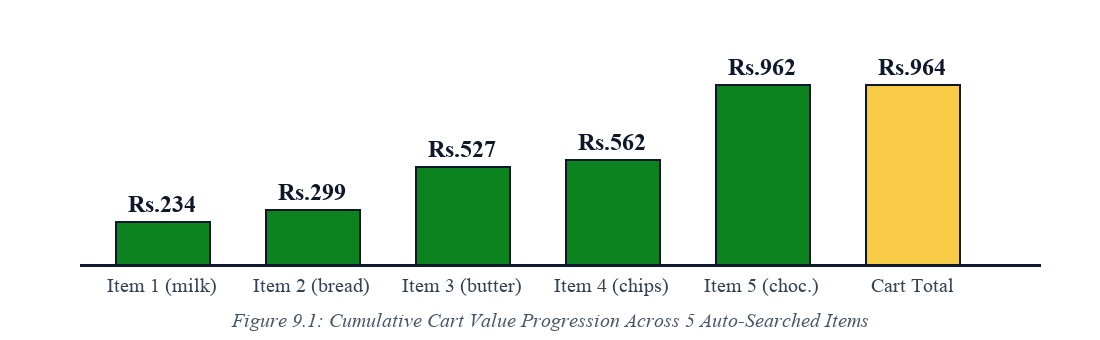 Rs.962 Rs.964
Rs.527 Rs.562
Rs.234 Rs.299
Item 1 (milk) Item 2 (bread) Item 3 (butter) Item 4 (chips) Item 5 (choc.) Cart Total
Figure 9.1: Cumulative Cart Value Progression Across 5 Auto-Searched Items